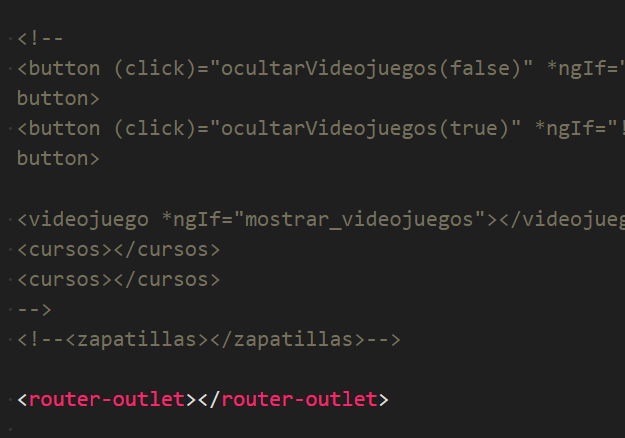 <!--
<button (click)="ocultarVideojuegos(false)" *ngIf="
button>
<button (click)="ocultarVideojuegos(true)" *ngIf="!
button>
<videojuego *ngIf="mostrar_videojuegos"></videojueg
<cursos></cursos>
<cursos></cursos>
-->
<!--<zapatillas></zapatillas>-->
<router-outlet></router-outlet>